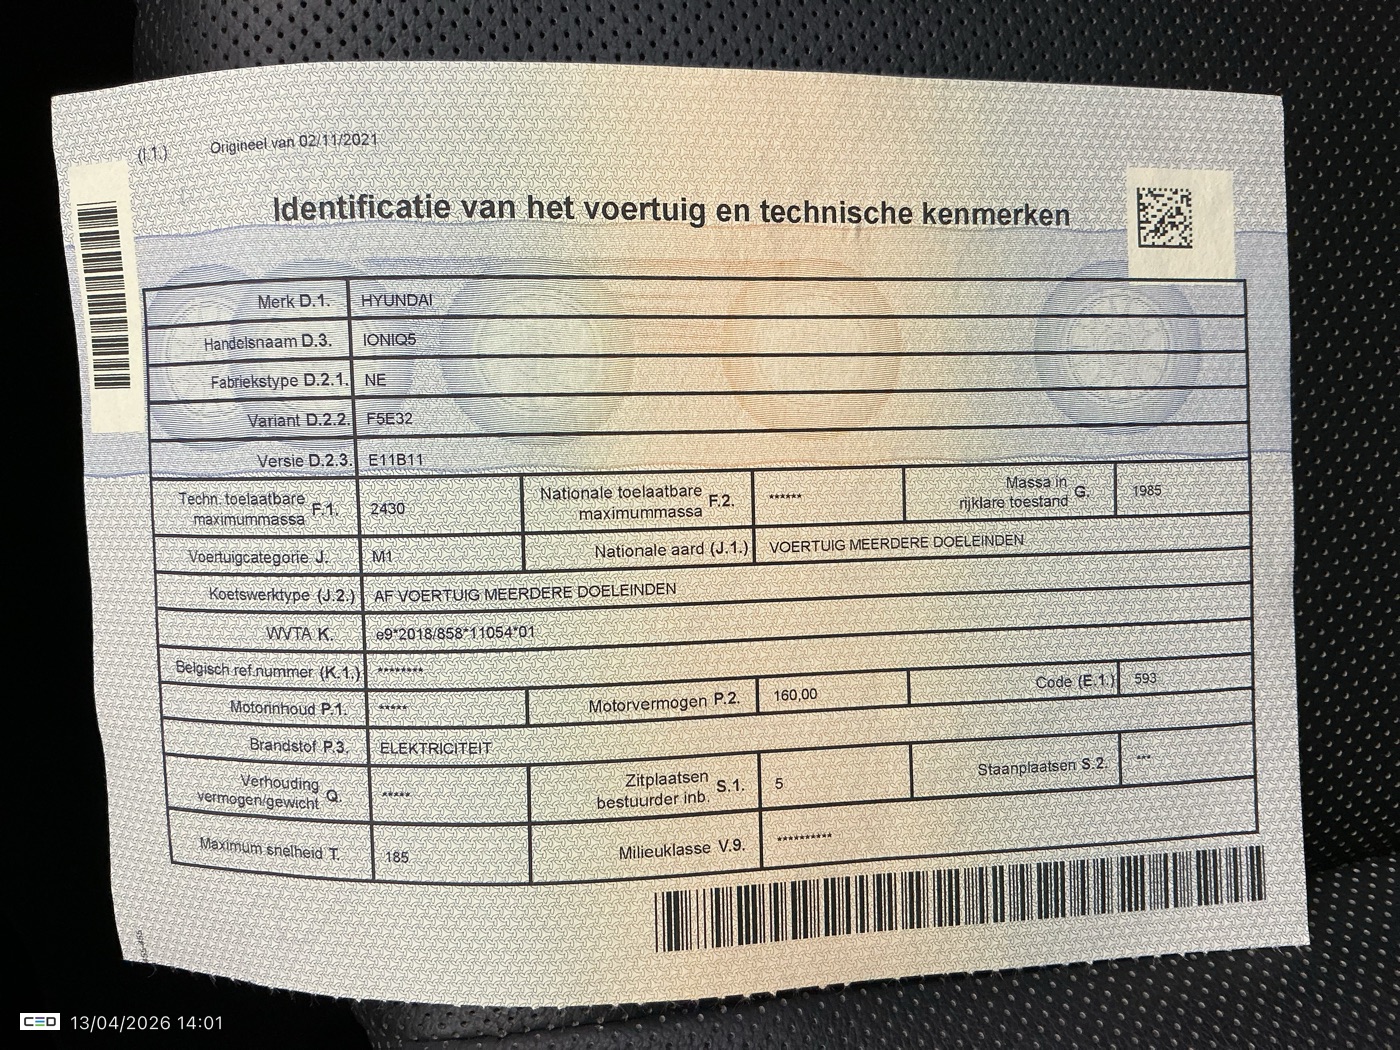 (I.1.) Origineel van 02/11/2021
Identificatie van het voertuig en technische kenmerken
Merk D.1. HYUNDAI
Handelsnaam D.3. IONIQ5
Fabriekstype D.2.1. NE
Variant D.2.2. F5E32
Versie D.2.3. E11B11
Techn. toelaatbare maximummassa F.1. 2430 Nationale toelaatbare maximummassa F.2. ****** Massa in rijklare toestand G. 1985
Voertuigcategorie J. M1 Nationale aard (J.1.) VOERTUIG MEERDERE DOELEINDEN
Koetswerktype (J.2.) AF VOERTUIG MEERDERE DOELEINDEN
WVTA K. e9*2018/858*11054*01
Belgisch ref.nummer (K.1.) ********
Motorinhoud P.1. ***** Motorvermogen P.2. 160,00 Code (E.1.) 593
Brandstof P.3. ELEKTRICITEIT
Verhouding vermogen/gewicht Q. ***** Zitplaatsen bestuurder inb. S.1. 5 Staanplaatsen S.2. ***
Maximum snelheid T. 185 Milieuklasse V.9. **********
CED 13/04/2026 14:01